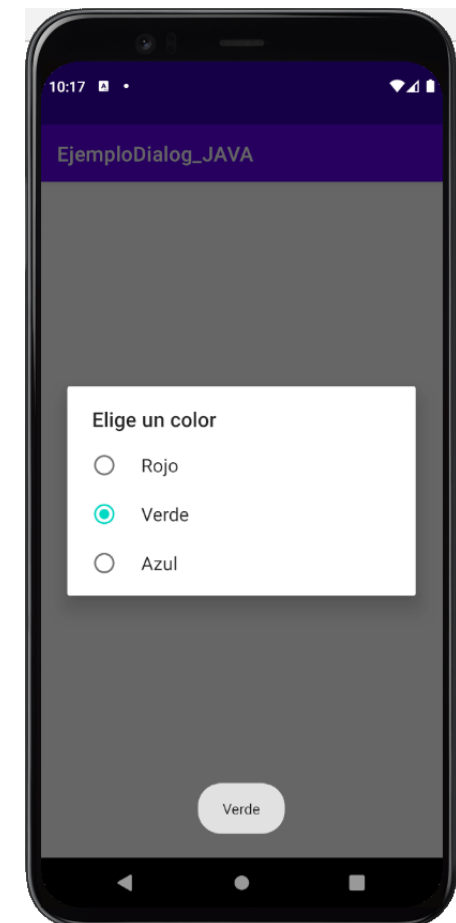 10:17
EjemploDialog_JAVA
Elige un color
Rojo
Verde
Azul
Verde